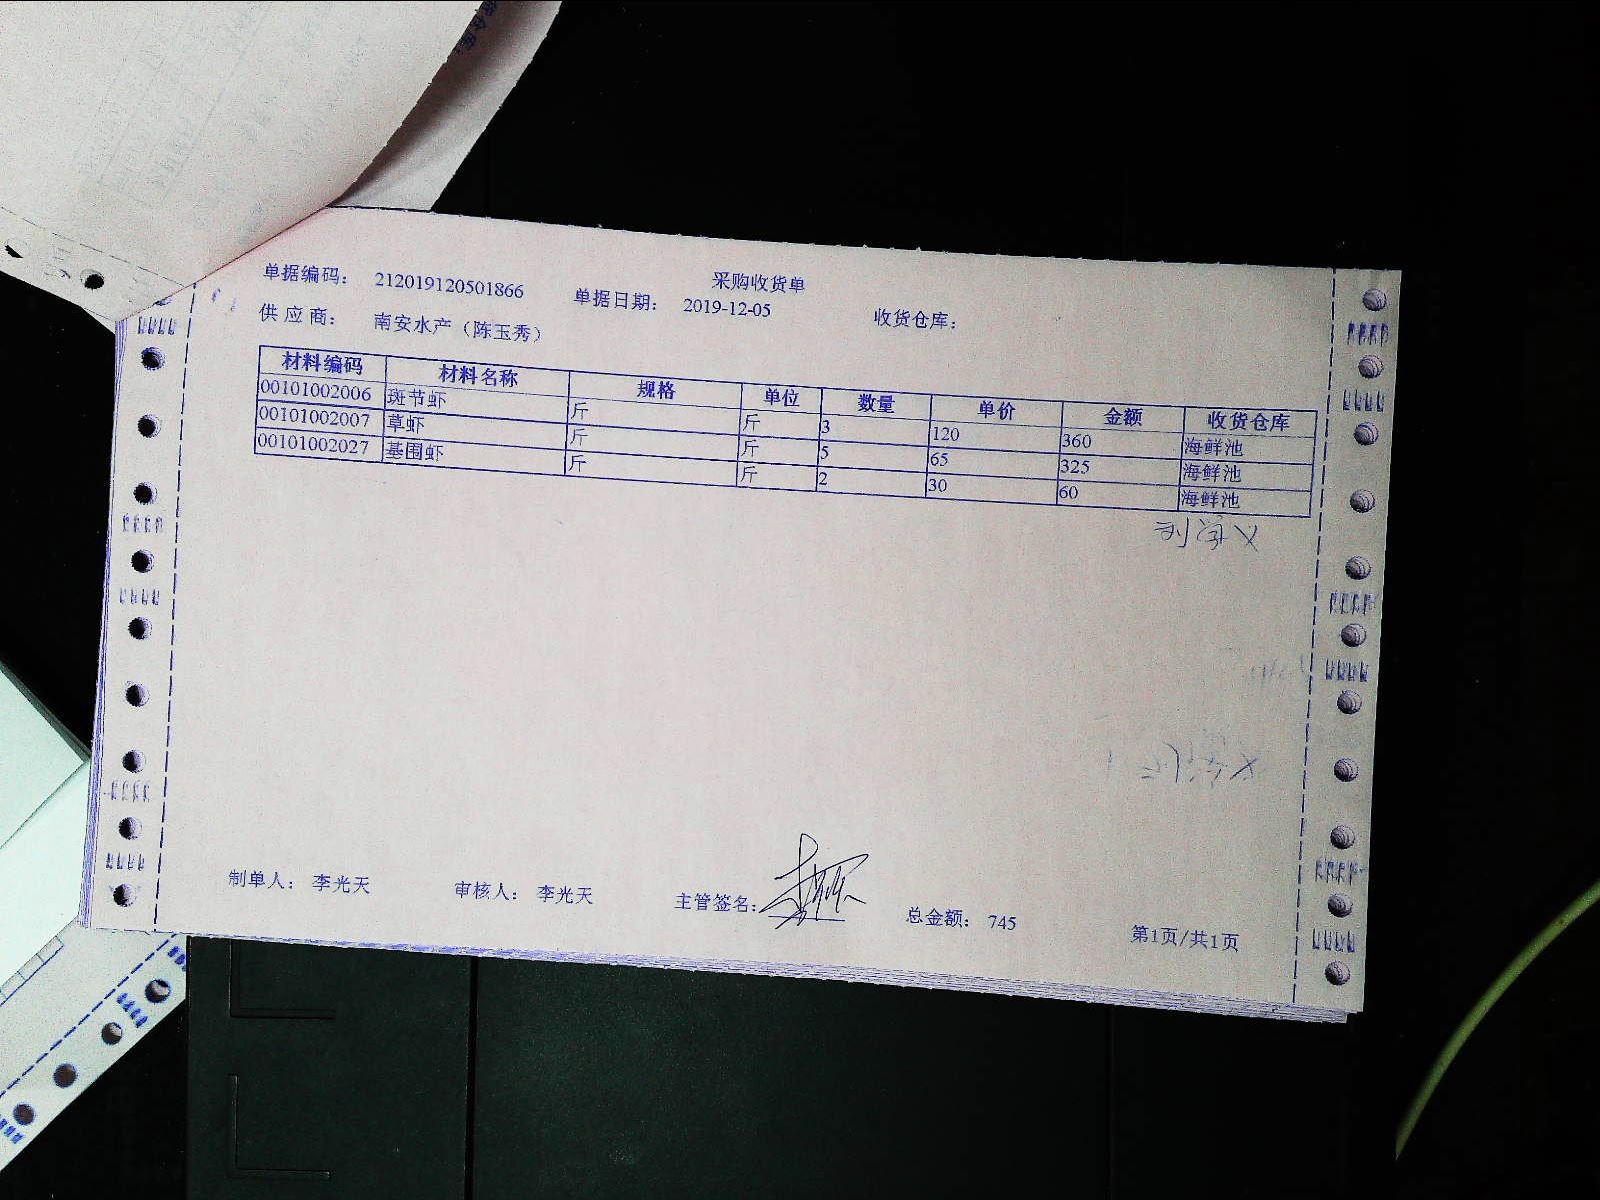 采购收货单
单据编码： 212019120501866 单据日期： 2019-12-05 收货仓库：
供 应 商： 南安水产（陈玉秀）
材料编码 材料名称 规格 单位 数量 单价 金额 收货仓库
00101002006 斑节虾 斤 斤 3 120 360 海鲜池
00101002007 草虾 斤 斤 5 65 325 海鲜池
00101002027 基围虾 斤 斤 2 30 60 海鲜池
制单人： 李光天 审核人： 李光天 主管签名： 总金额： 745 第1页/共1页